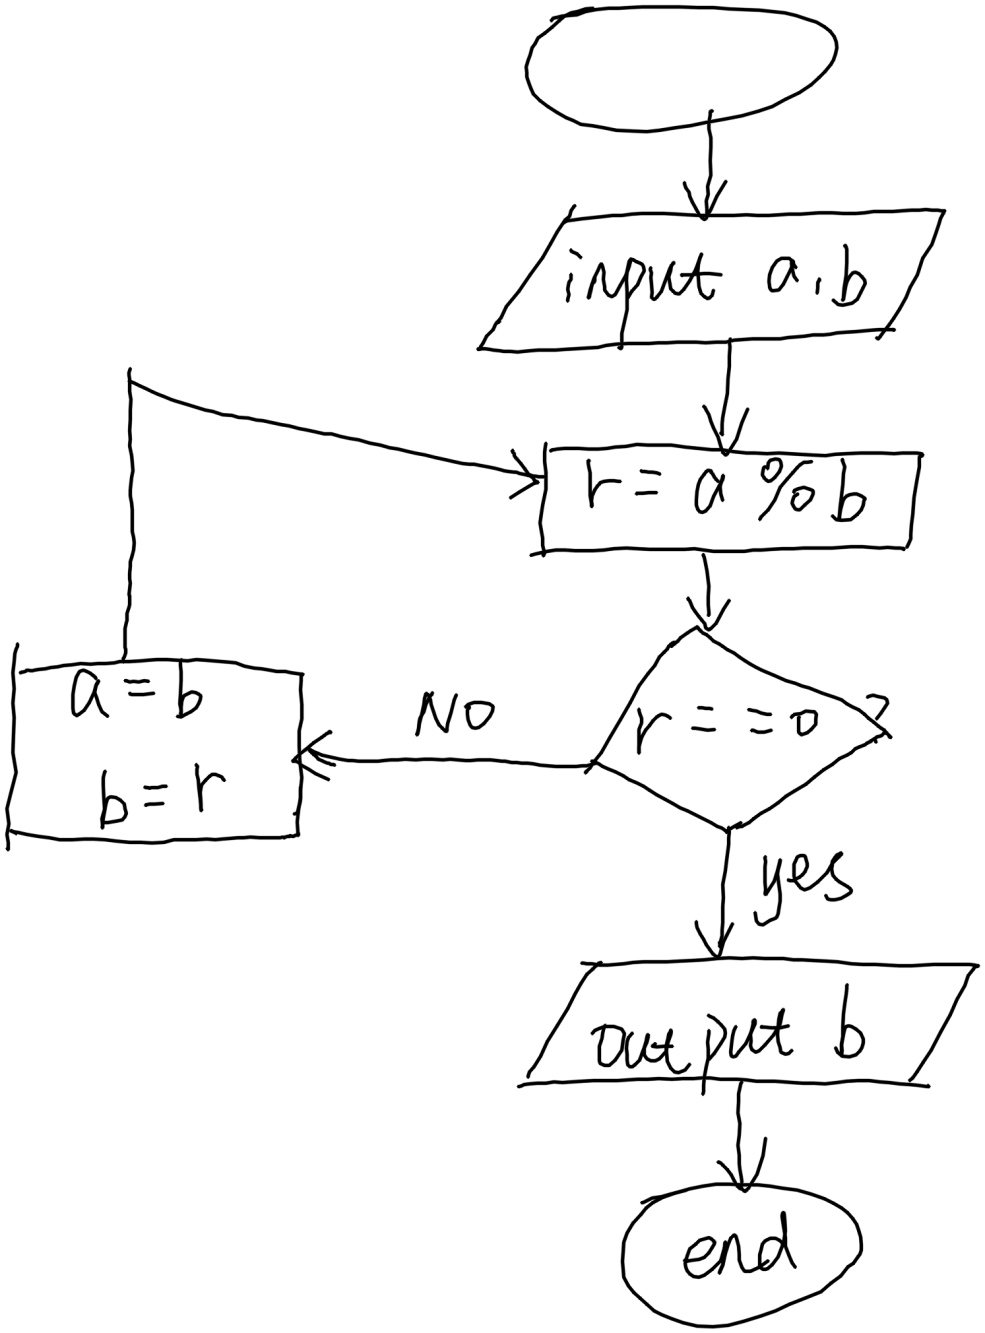 input a,b
r = a % b
r = = 0 ?
NO
a = b
b = r
yes
output b
end